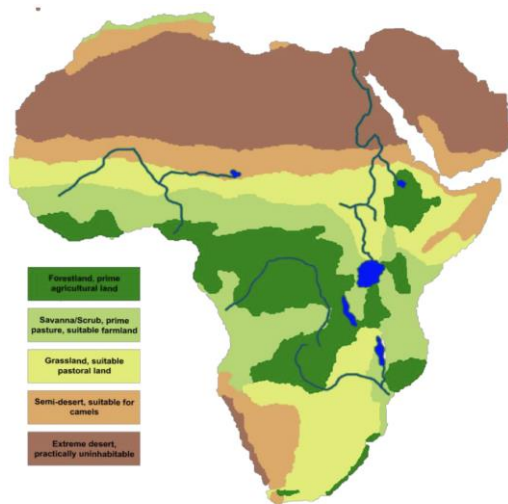 Forestland, prime
agricultural land
Savanna/Scrub, prime
pasture, suitable farmland
Grassland, suitable
pastoral land
Semi-desert, suitable for
camels
Extreme desert,
practically uninhabitable